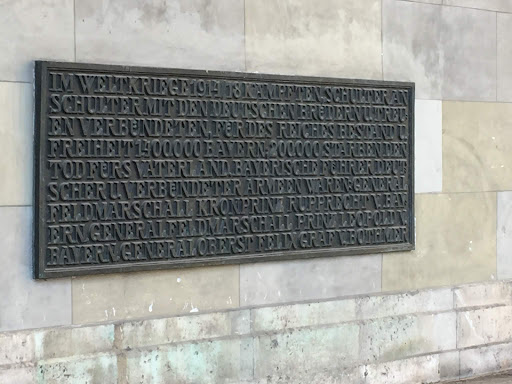 IM WELTKRIEGE 1914-18 KÄMPFTEN, SCHULTER AN
SCHULTER MIT DEN DEUTSCHEN BRÜDERN U. TREU
EN VERBÜNDETEN, FÜR DES REICHES BESTAND U.
FREIHEIT 1400000 BAYERN; 200000 STARBEN DEN
TOD FÜRS VATERLAND. BAYERISCHE FÜHRER DEUT
SCHER U. VERBÜNDETER ARMEEN WAREN: GENERAL
FELDMARSCHALL KRONPRINZ RUPPRECHT V. BAY
ERN, GENERALFELDMARSCHALL PRINZ LEOPOLD V.
BAYERN, GENERALOBERST FELIX GRAF V. BOTHMER.